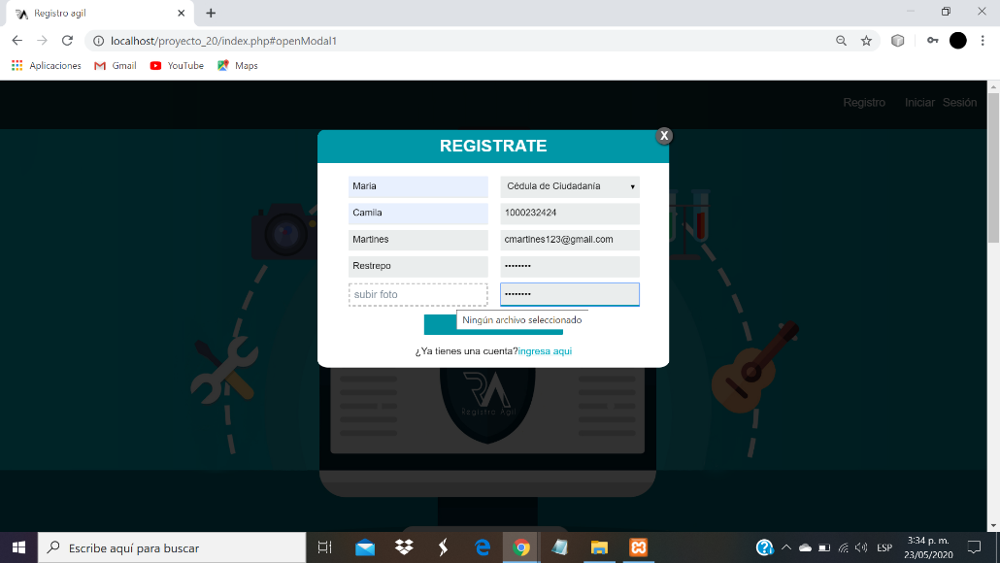 Registro agil
localhost/proyecto_20/index.php#openModal1
Aplicaciones Gmail YouTube Maps
Registro Iniciar Sesión
X
REGISTRATE
Maria Cédula de Ciudadanía
Camila 1000232424
Martines cmartines123@gmail.com
Restrepo ••••••••
subir foto ••••••••
Ningún archivo seleccionado
¿Ya tienes una cuenta?ingresa aqui
RA
Registro Agil
Escribe aquí para buscar
ESP
3:34 p. m.
23/05/2020